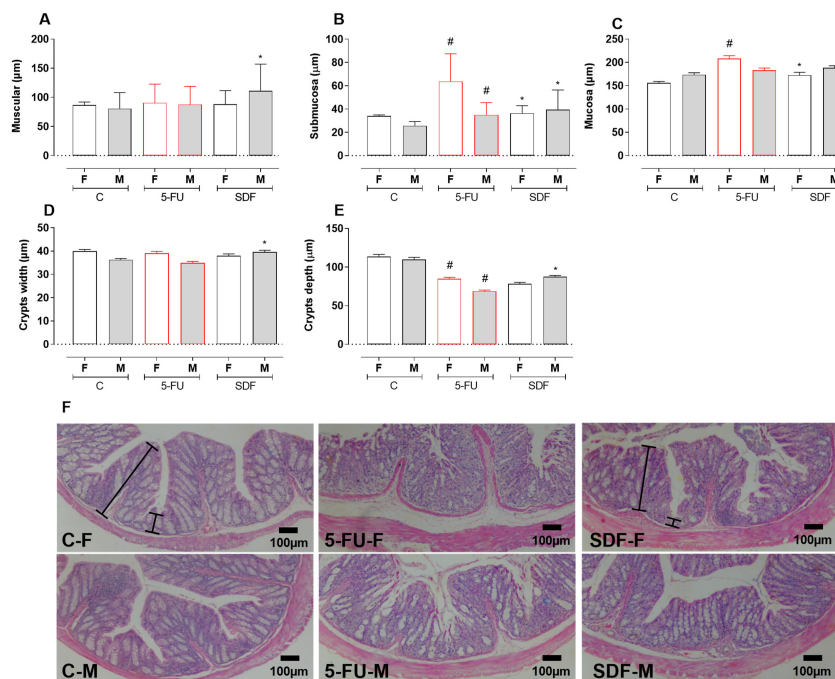 A
B
C
Muscular (μm)
200
150
100
50
0
*
F M F M F M
C 5-FU SDF
Submucosa (μm)
100
80
60
40
20
0
# # * *
F M F M F M
C 5-FU SDF
Mucosa (μm)
250
200
150
100
50
0
# *
F M F M F M
C 5-FU SDF
D
E
Crypts width (μm)
50
40
30
20
10
0
*
F M F M F M
C 5-FU SDF
Crypts depth (μm)
150
100
50
0
# # *
F M F M F M
C 5-FU SDF
F
C-F 100μm
5-FU-F 100μm
SDF-F 100μm
C-M 100μm
5-FU-M 100μm
SDF-M 100μm